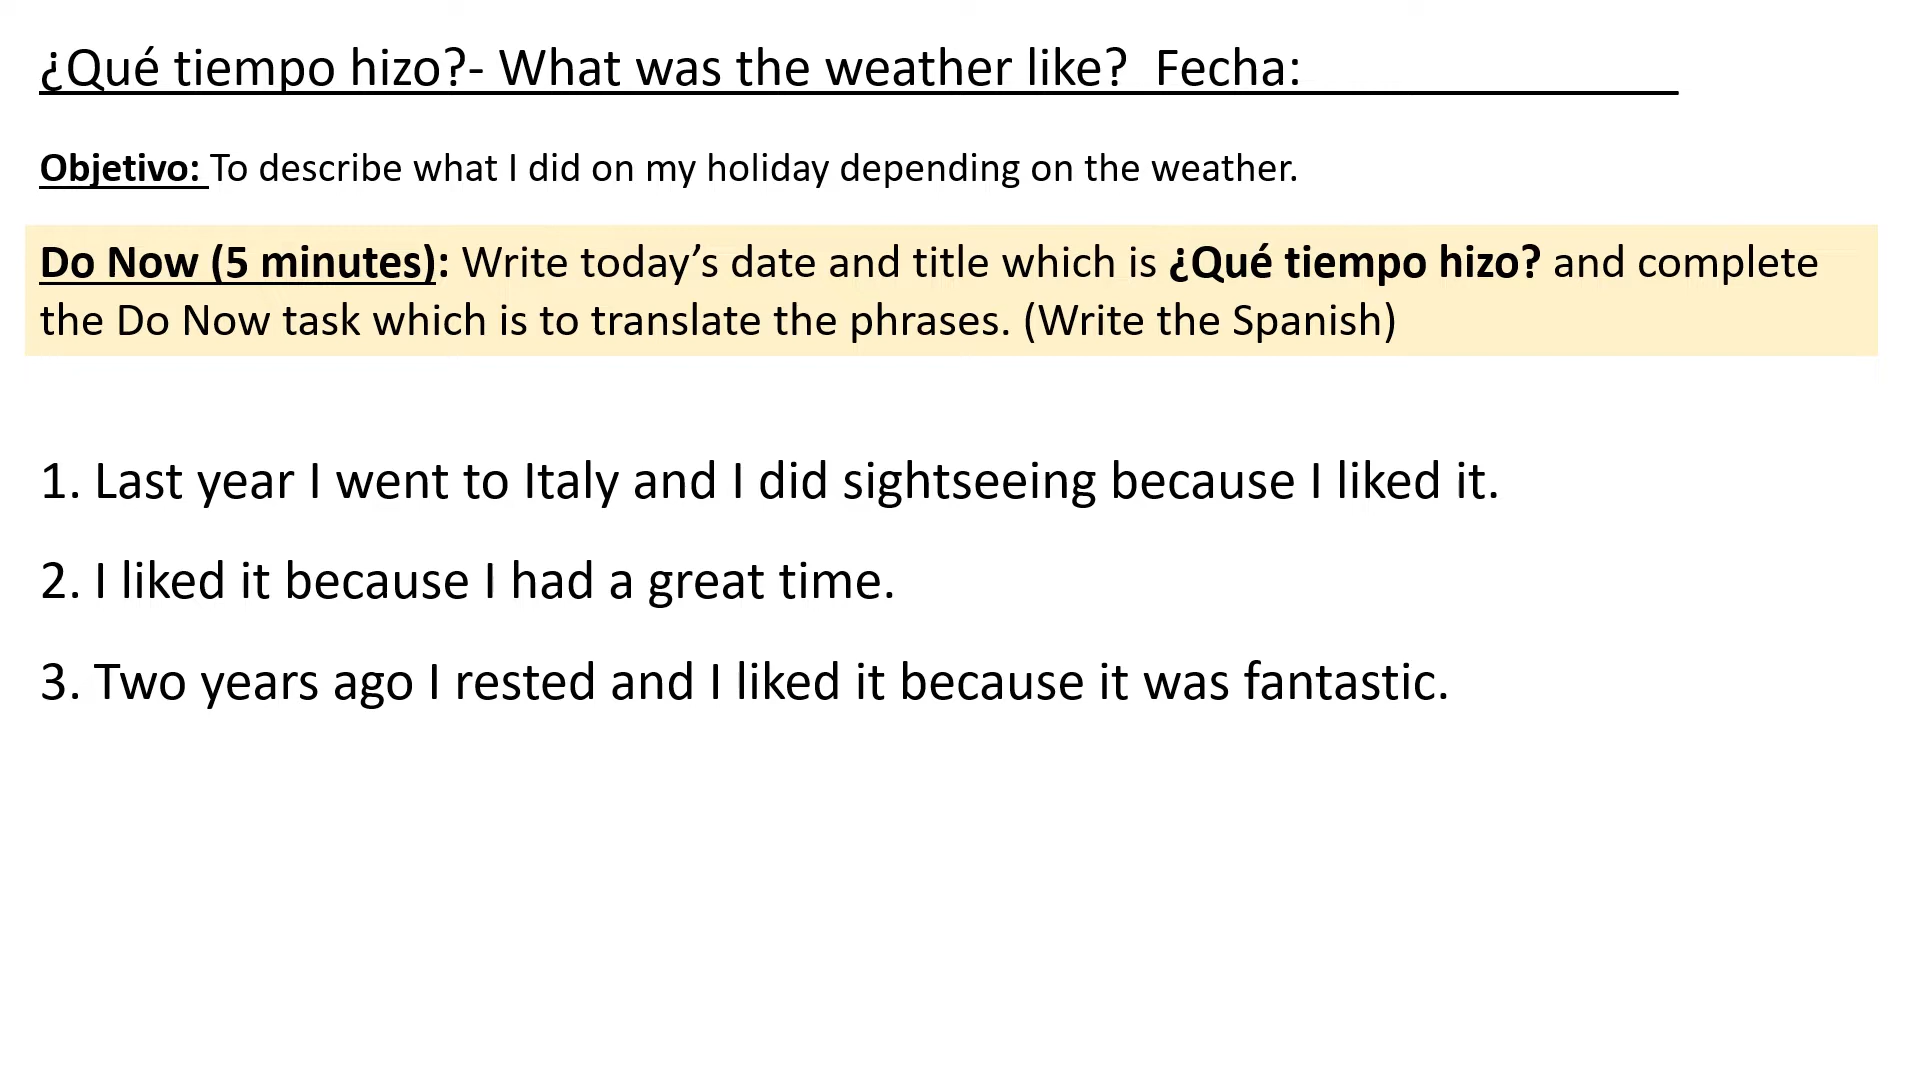 ¿Qué tiempo hizo?- What was the weather like?  Fecha:
Objetivo: To describe what I did on my holiday depending on the weather.
Do Now (5 minutes): Write today’s date and title which is ¿Qué tiempo hizo? and complete
the Do Now task which is to translate the phrases. (Write the Spanish)
1. Last year I went to Italy and I did sightseeing because I liked it.
2. I liked it because I had a great time.
3. Two years ago I rested and I liked it because it was fantastic.